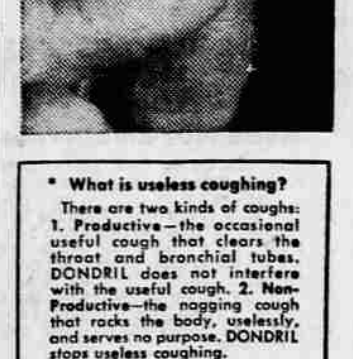 * What is useless coughing?
There are two kinds of coughs:
1. Productive—the occasional
useful cough that clears the
throat and bronchial tubes.
DONDRIL does not interfere
with the useful cough. 2. Non-
Productive—the nagging cough
that racks the body, uselessly,
and serves no purpose. DONDRIL
stops useless coughing.